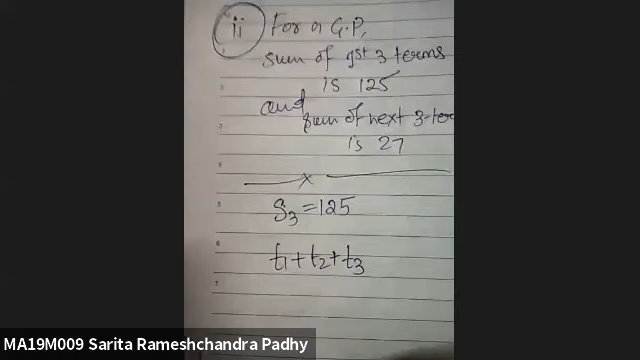 ii For a G.P,
sum of 1st 3 terms
is 125
and
sum of next 3-ter
is 27
x
S3 = 125
t1 + t2 + t3
MA19M009 Sarita Rameshchandra Padhy